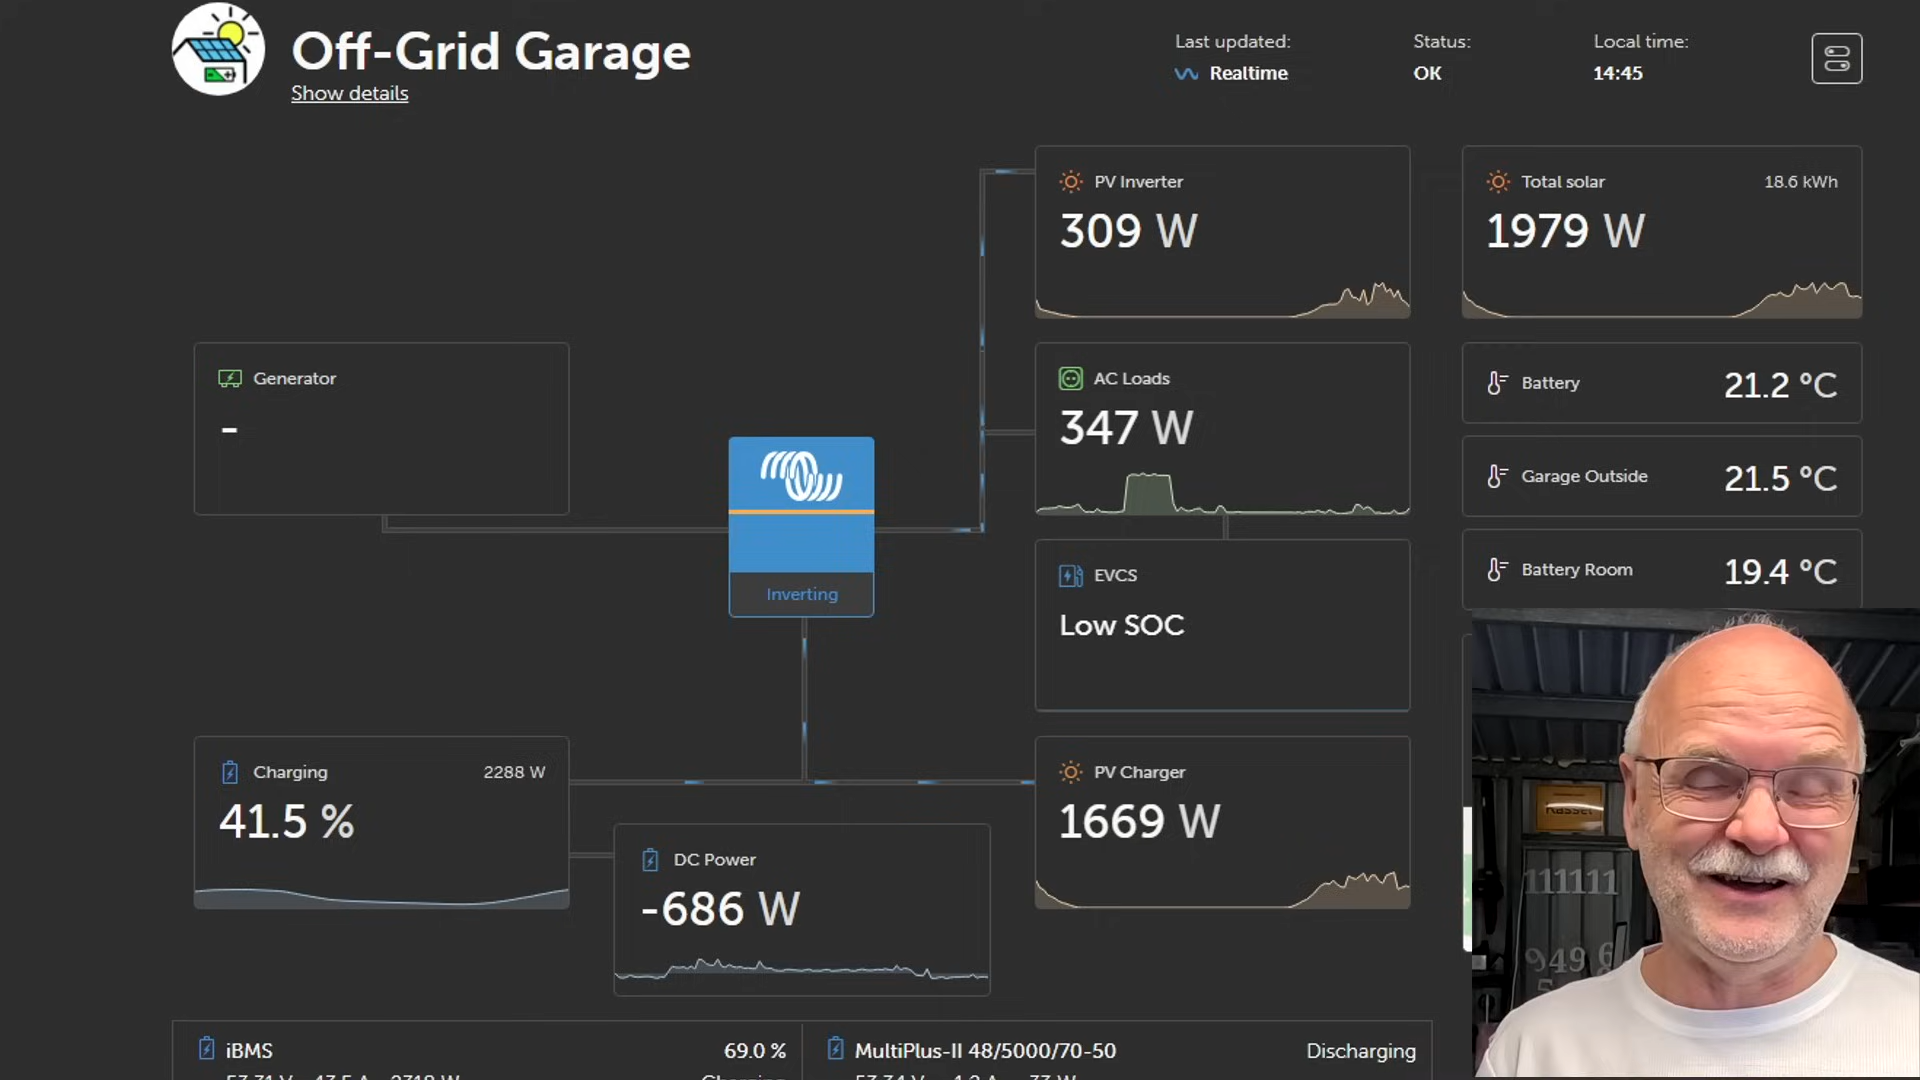 Off-Grid Garage
Show details
Last updated:
Realtime
Status:
OK
Local time:
14:45
PV Inverter
309 W
Total solar
18.6 kWh
1979 W
Generator
-
AC Loads
347 W
Battery
21.2 °C
Garage Outside
21.5 °C
Battery Room
19.4 °C
Inverting
EVCS
Low SOC
Charging
2288 W
41.5 %
DC Power
-686 W
PV Charger
1669 W
iBMS
69.0 %
MultiPlus-II 48/5000/70-50
Discharging
111111